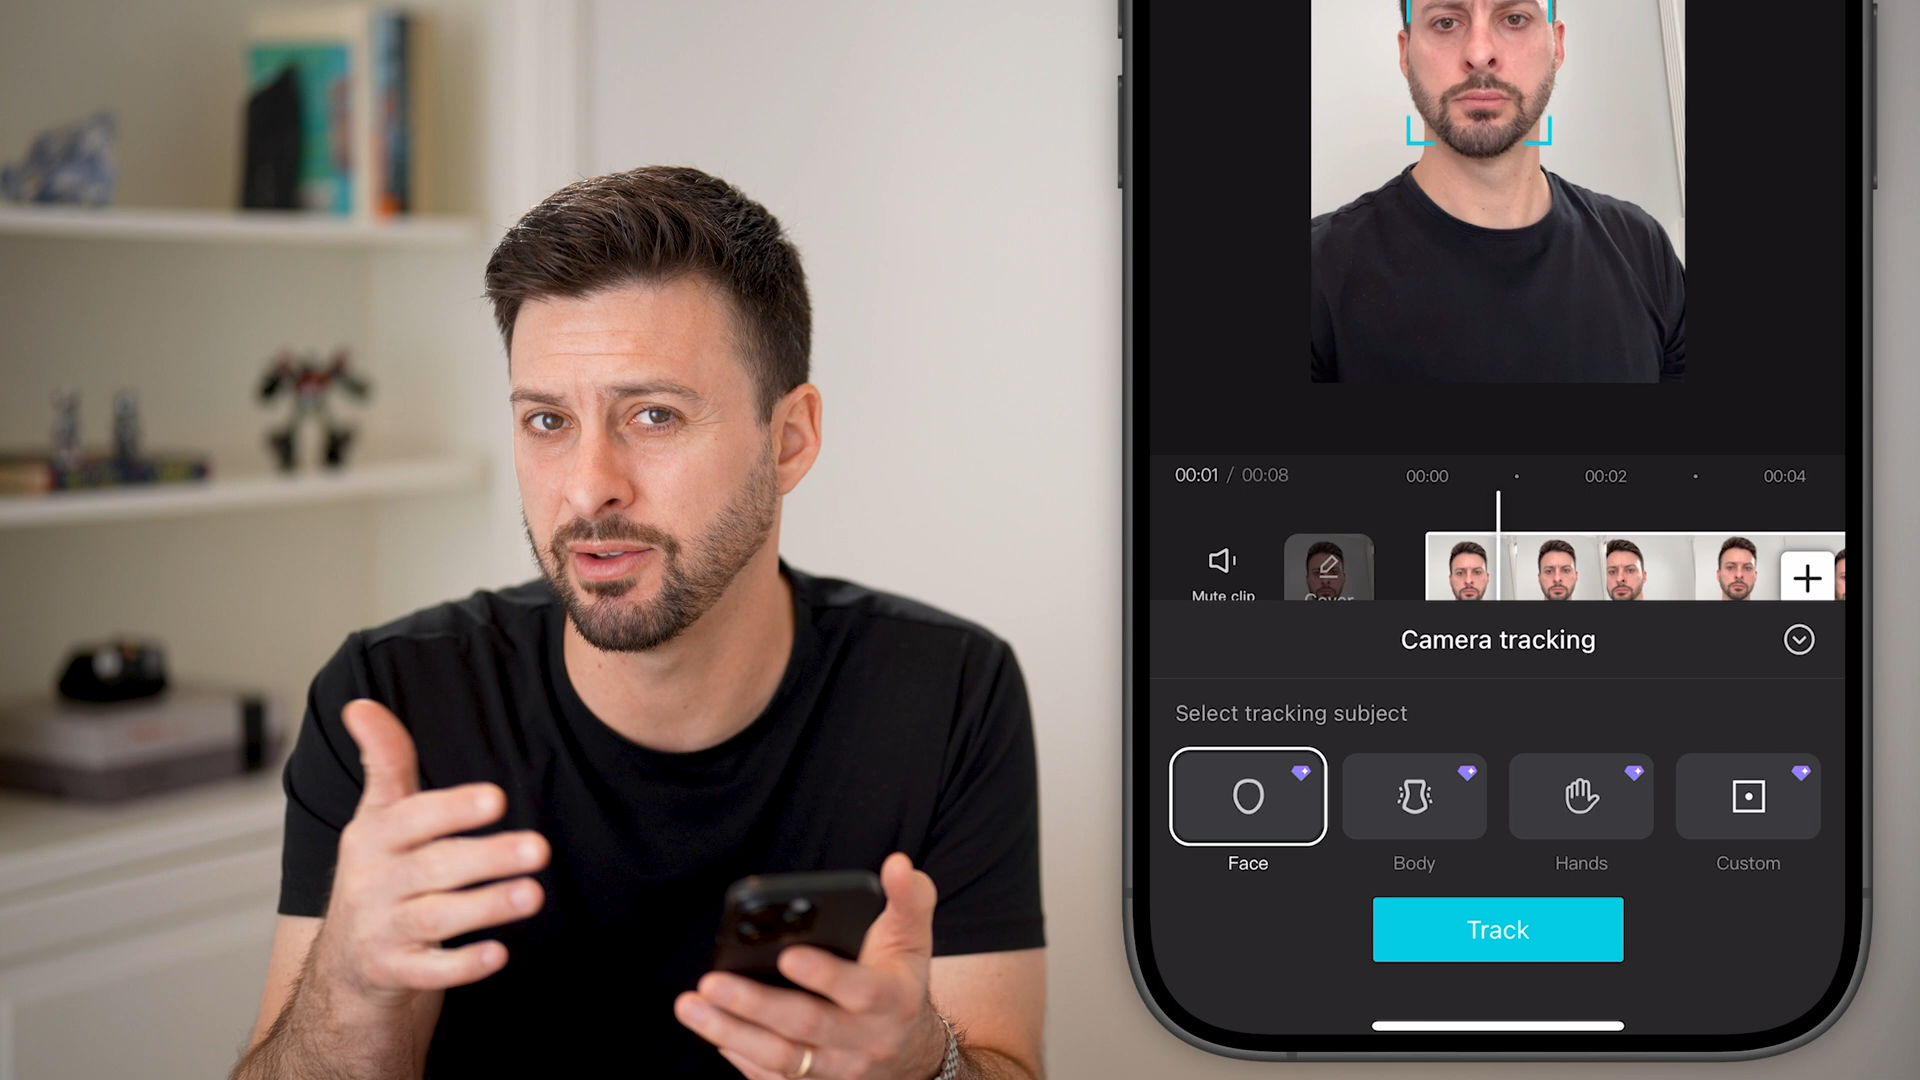 00:01 / 00:08 00:00 00:02 00:04
Mute clip
Cover
Camera tracking
Select tracking subject
Face Body Hands Custom
Track